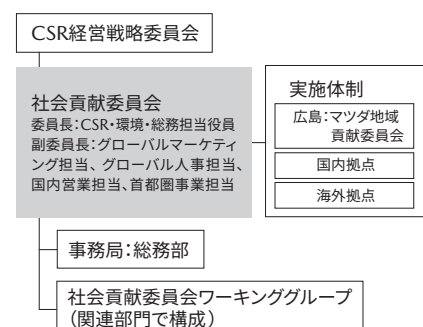 CSR経営戦略委員会
社会貢献委員会
委員長：CSR・環境・総務担当役員
副委員長：グローバルマーケティ
ング担当、グローバル人事担当、
国内営業担当、首都圏事業担当
実施体制
広島：マツダ地域
貢献委員会
国内拠点
海外拠点
事務局：総務部
社会貢献委員会ワーキンググループ
（関連部門で構成）